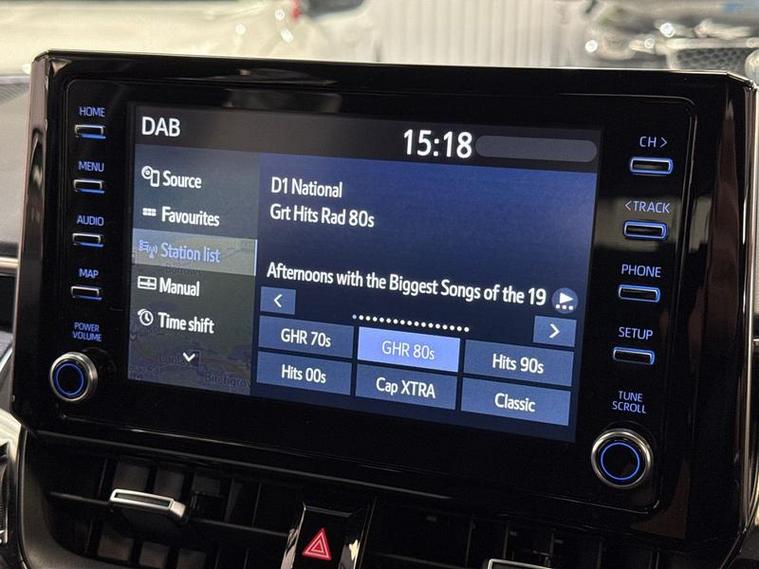 HOME
MENU
AUDIO
MAP
POWER
VOLUME
DAB
15:18
Source
Favourites
Station list
Manual
Time shift
D1 National
Grt Hits Rad 80s
Afternoons with the Biggest Songs of the 19
GHR 70s
GHR 80s
Hits 90s
Hits 00s
Cap XTRA
Classic
CH >
< TRACK
PHONE
SETUP
TUNE
SCROLL